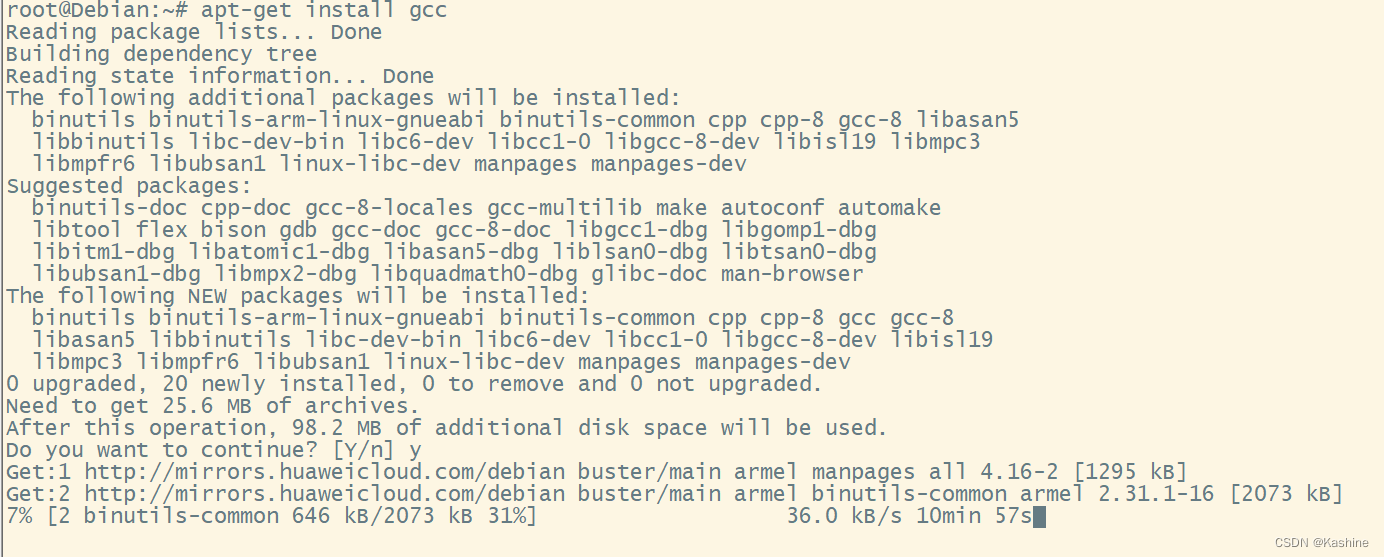 root@Debian:~# apt-get install gcc
Reading package lists... Done
Building dependency tree
Reading state information... Done
The following additional packages will be installed:
  binutils binutils-arm-linux-gnueabi binutils-common cpp cpp-8 gcc-8 libasan5
  libbinutils libc-dev-bin libc6-dev libcc1-0 libgcc-8-dev libisl19 libmpc3
  libmpfr6 libubsan1 linux-libc-dev manpages manpages-dev
Suggested packages:
  binutils-doc cpp-doc gcc-8-locales gcc-multilib make autoconf automake
  libtool flex bison gdb gcc-doc gcc-8-doc libgcc1-dbg libgomp1-dbg
  libitm1-dbg libatomic1-dbg libasan5-dbg liblsan0-dbg libtsan0-dbg
  libubsan1-dbg libmpx2-dbg libquadmath0-dbg glibc-doc man-browser
The following NEW packages will be installed:
  binutils binutils-arm-linux-gnueabi binutils-common cpp cpp-8 gcc gcc-8
  libasan5 libbinutils libc-dev-bin libc6-dev libcc1-0 libgcc-8-dev libisl19
  libmpc3 libmpfr6 libubsan1 linux-libc-dev manpages manpages-dev
0 upgraded, 20 newly installed, 0 to remove and 0 not upgraded.
Need to get 25.6 MB of archives.
After this operation, 98.2 MB of additional disk space will be used.
Do you want to continue? [Y/n] y
Get:1 http://mirrors.huaweicloud.com/debian buster/main armel manpages all 4.16-2 [1295 kB]
Get:2 http://mirrors.huaweicloud.com/debian buster/main armel binutils-common armel 2.31.1-16 [2073 kB]
7% [2 binutils-common 646 kB/2073 kB 31%] 36.0 kB/s 10min 57s
CSDN @Kashine